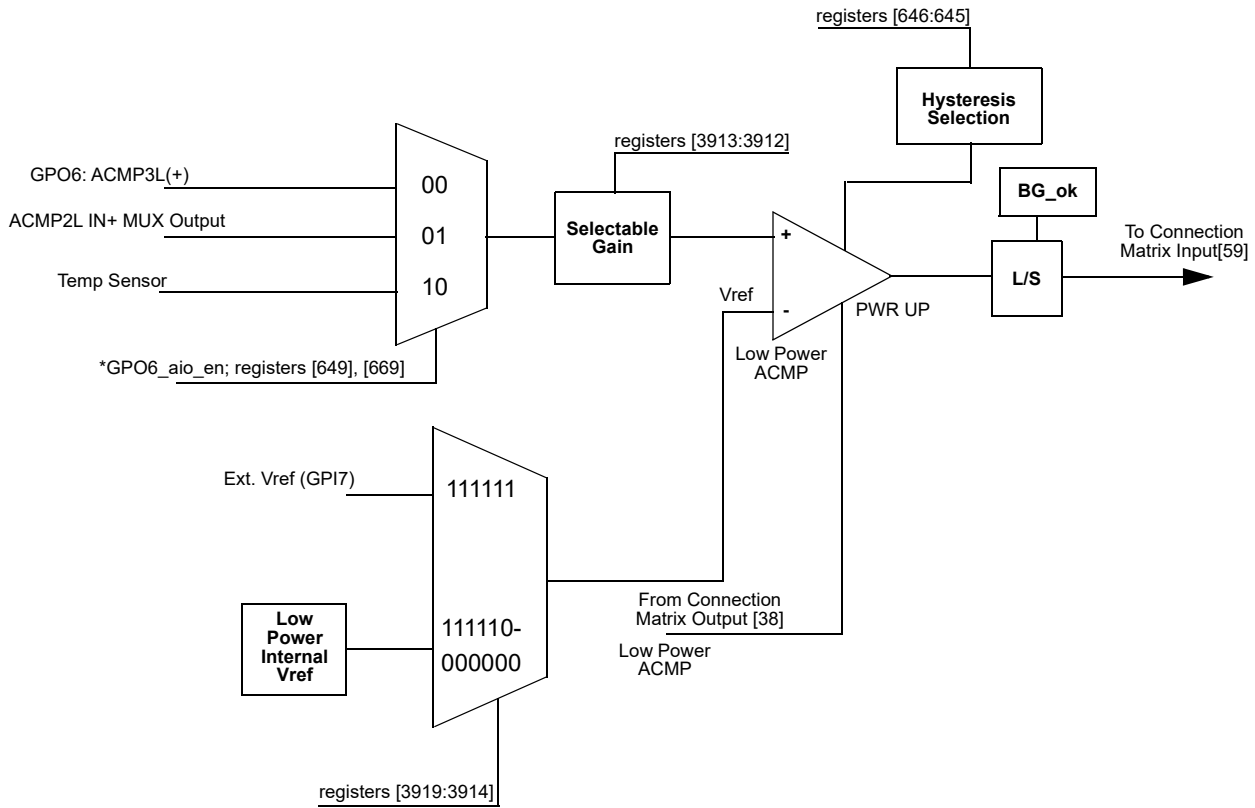 registers [646:645]
Hysteresis
Selection
registers [3913:3912]
GPO6: ACMP3L(+)
00
BG_ok
ACMP2L IN+ MUX Output
01
Selectable
Gain
+
To Connection
Matrix Input[59]
Temp Sensor
10
L/S
Vref
-
PWR UP
Low Power
ACMP
*GPO6_aio_en; registers [649], [669]
Ext. Vref (GPI7)
111111
From Connection
Matrix Output [38]
Low Power
ACMP
Low
Power
Internal
Vref
111110-
000000
registers [3919:3914]